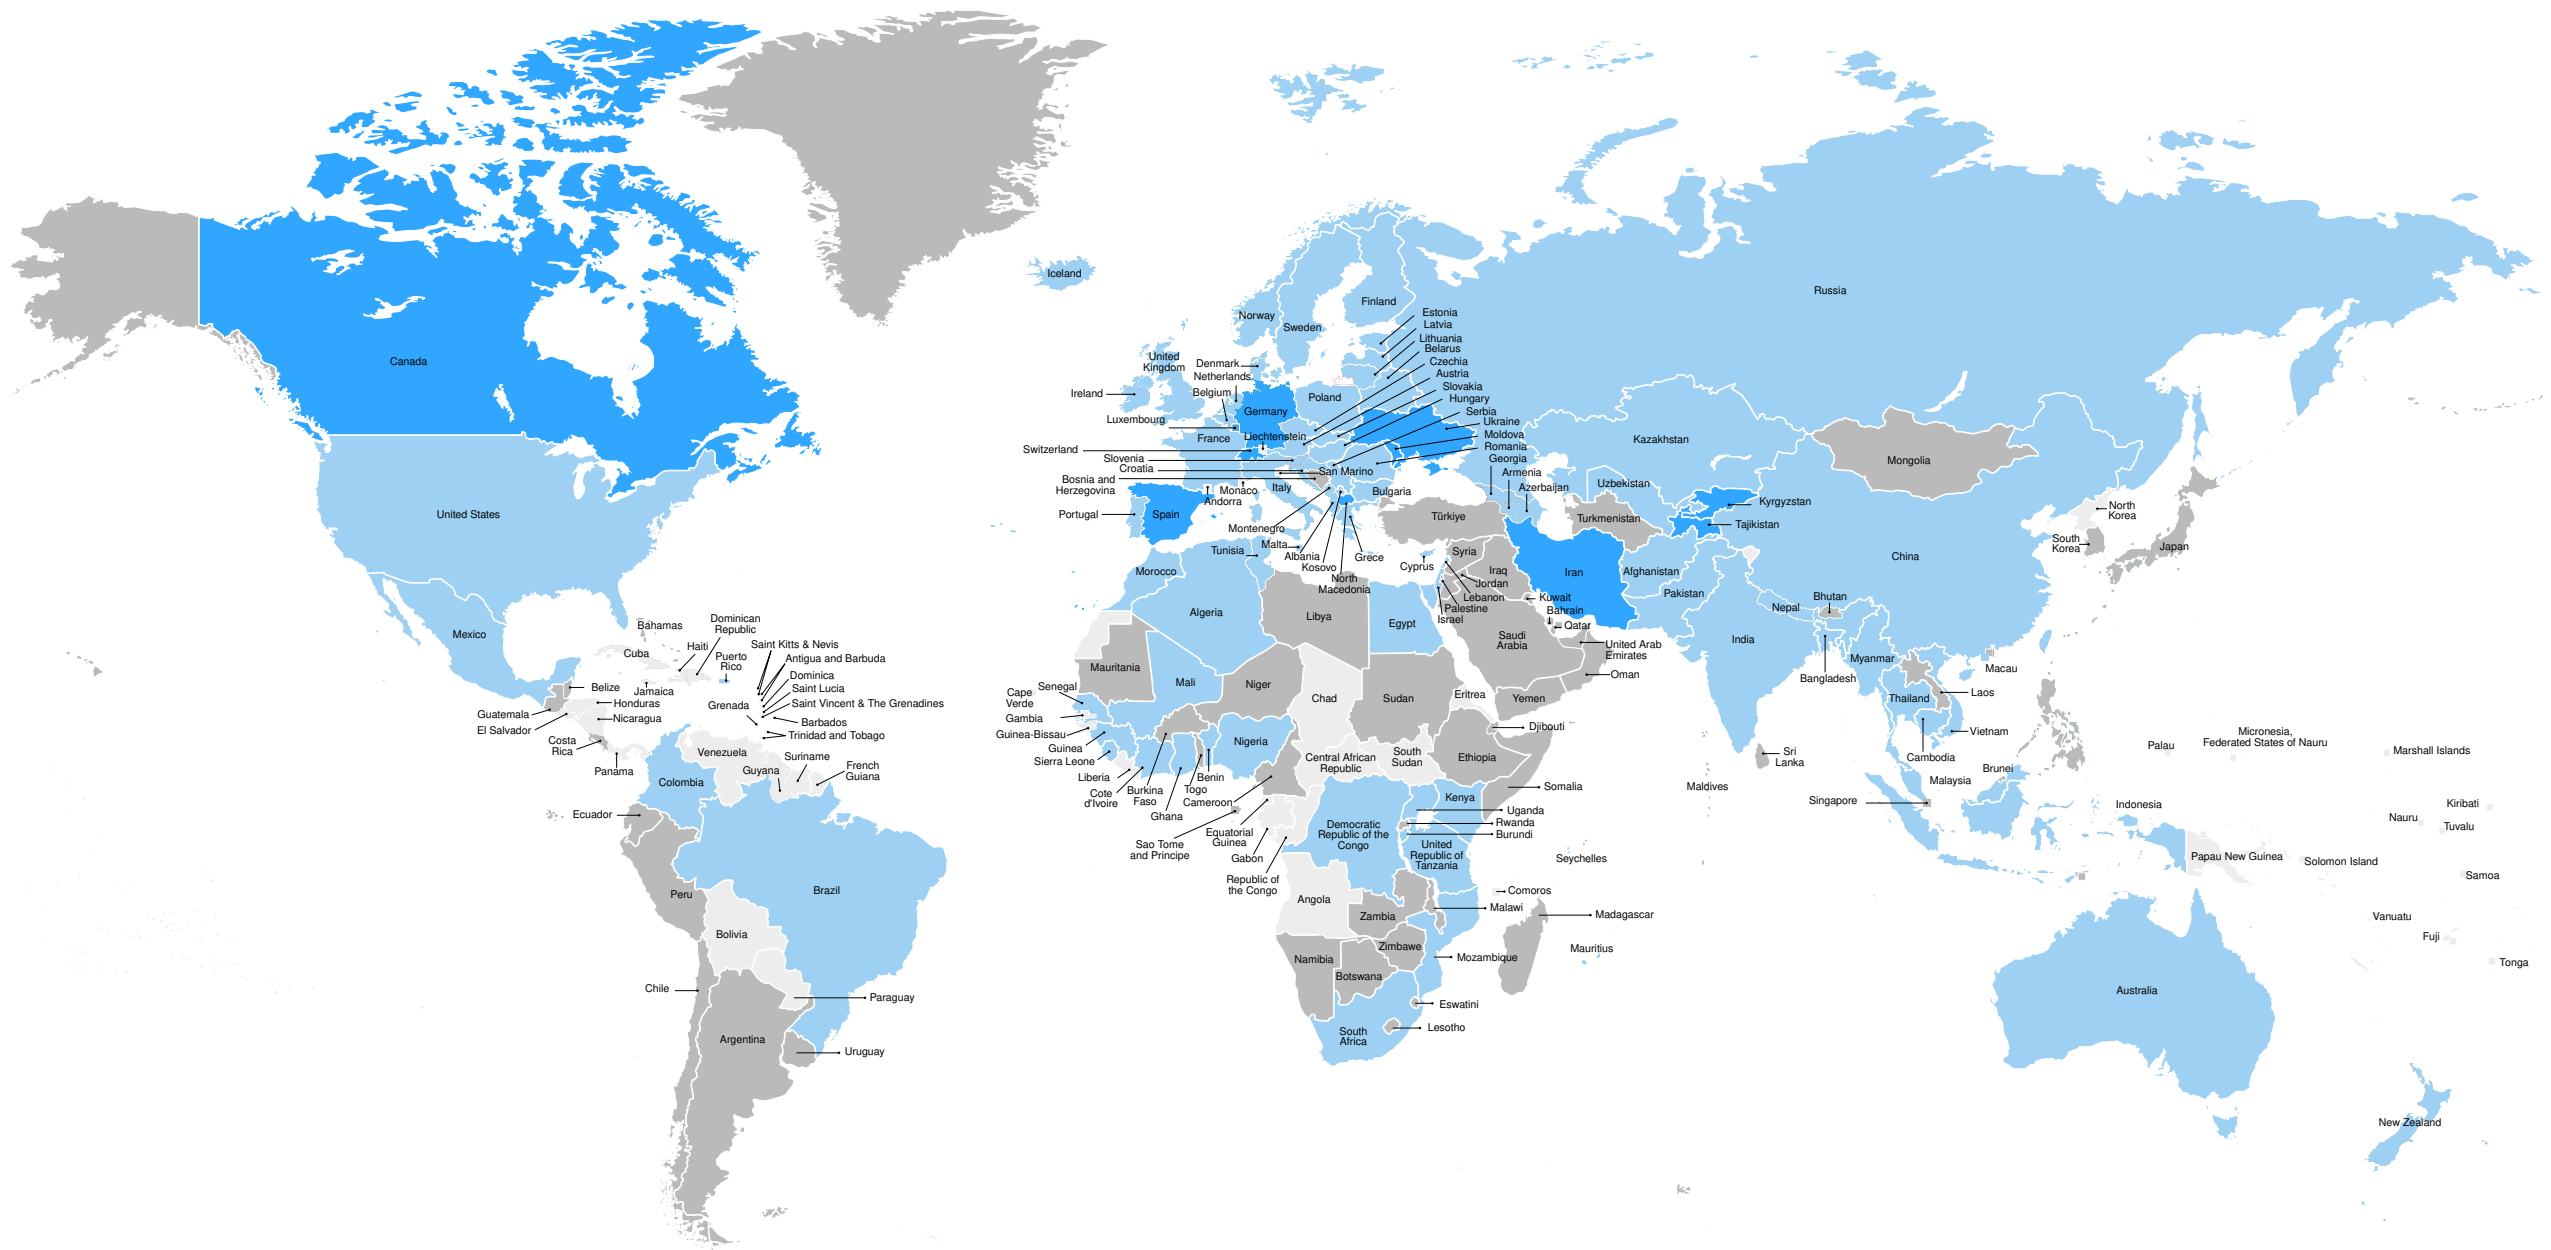 Canada
United States
Mexico
Bahamas
Cuba
Haiti
Dominican
Republic
Puerto
Rico
Jamaica
Saint Kitts & Nevis
Antigua and Barbuda
Dominica
Saint Lucia
Saint Vincent & The Grenadines
Grenada
Barbados
Trinidad and Tobago
Belize
Honduras
Nicaragua
Guatemala
El Salvador
Costa
Rica
Panama
Venezuela
Guyana
Suriname
French
Guiana
Colombia
Ecuador
Peru
Brazil
Bolivia
Chile
Paraguay
Argentina
Uruguay
Iceland
Norway
Sweden
Finland
Russia
Estonia
Latvia
Lithuania
Belarus
Czechia
Austria
Slovakia
Hungary
Serbia
Ukraine
Moldova
Romania
Georgia
Armenia
Azerbaijan
United
Kingdom
Denmark
Netherlands
Belgium
Ireland
Luxembourg
France
Germany
Poland
Liechtenstein
Switzerland
Slovenia
Croatia
Bosnia and
Herzegovina
San Marino
Monaco
Andorra
Italy
Bulgaria
Portugal
Spain
Montenegro
Albania
Kosovo
North
Macedonia
Grece
Malta
Tunisia
Cyprus
Türkiye
Syria
Iraq
Jordan
Lebanon
Palestine
Israel
Kuwait
Bahrain
Qatar
Saudi
Arabia
United Arab
Emirates
Oman
Yemen
Iran
Kazakhstan
Uzbekistan
Turkmenistan
Kyrgyzstan
Tajikistan
Afghanistan
Pakistan
India
Nepal
Bhutan
Bangladesh
Myanmar
Sri
Lanka
Maldives
Mongolia
China
North
Korea
South
Korea
Japan
Macau
Laos
Thailand
Vietnam
Cambodia
Malaysia
Brunei
Singapore
Indonesia
Palau
Micronesia,
Federated States of Nauru
Marshall Islands
Kiribati
Nauru
Tuvalu
Papau New Guinea
Solomon Island
Samoa
Vanuatu
Fuji
Tonga
Australia
New Zealand
Morocco
Algeria
Libya
Egypt
Mauritania
Mali
Niger
Chad
Sudan
Eritrea
Djibouti
Ethiopia
Somalia
Cape
Verde
Senegal
Gambia
Guinea-Bissau
Guinea
Sierra Leone
Liberia
Cote
d'Ivoire
Burkina
Faso
Ghana
Togo
Benin
Nigeria
Cameroon
Central African
Republic
South
Sudan
Sao Tome
and Principe
Equatorial
Guinea
Gabon
Republic of
the Congo
Democratic
Republic of the
Congo
Kenya
Uganda
Rwanda
Burundi
United
Republic of
Tanzania
Seychelles
Comoros
Malawi
Madagascar
Mauritius
Angola
Zambia
Zimbawe
Namibia
Botswana
Mozambique
Eswatini
Lesotho
South
Africa